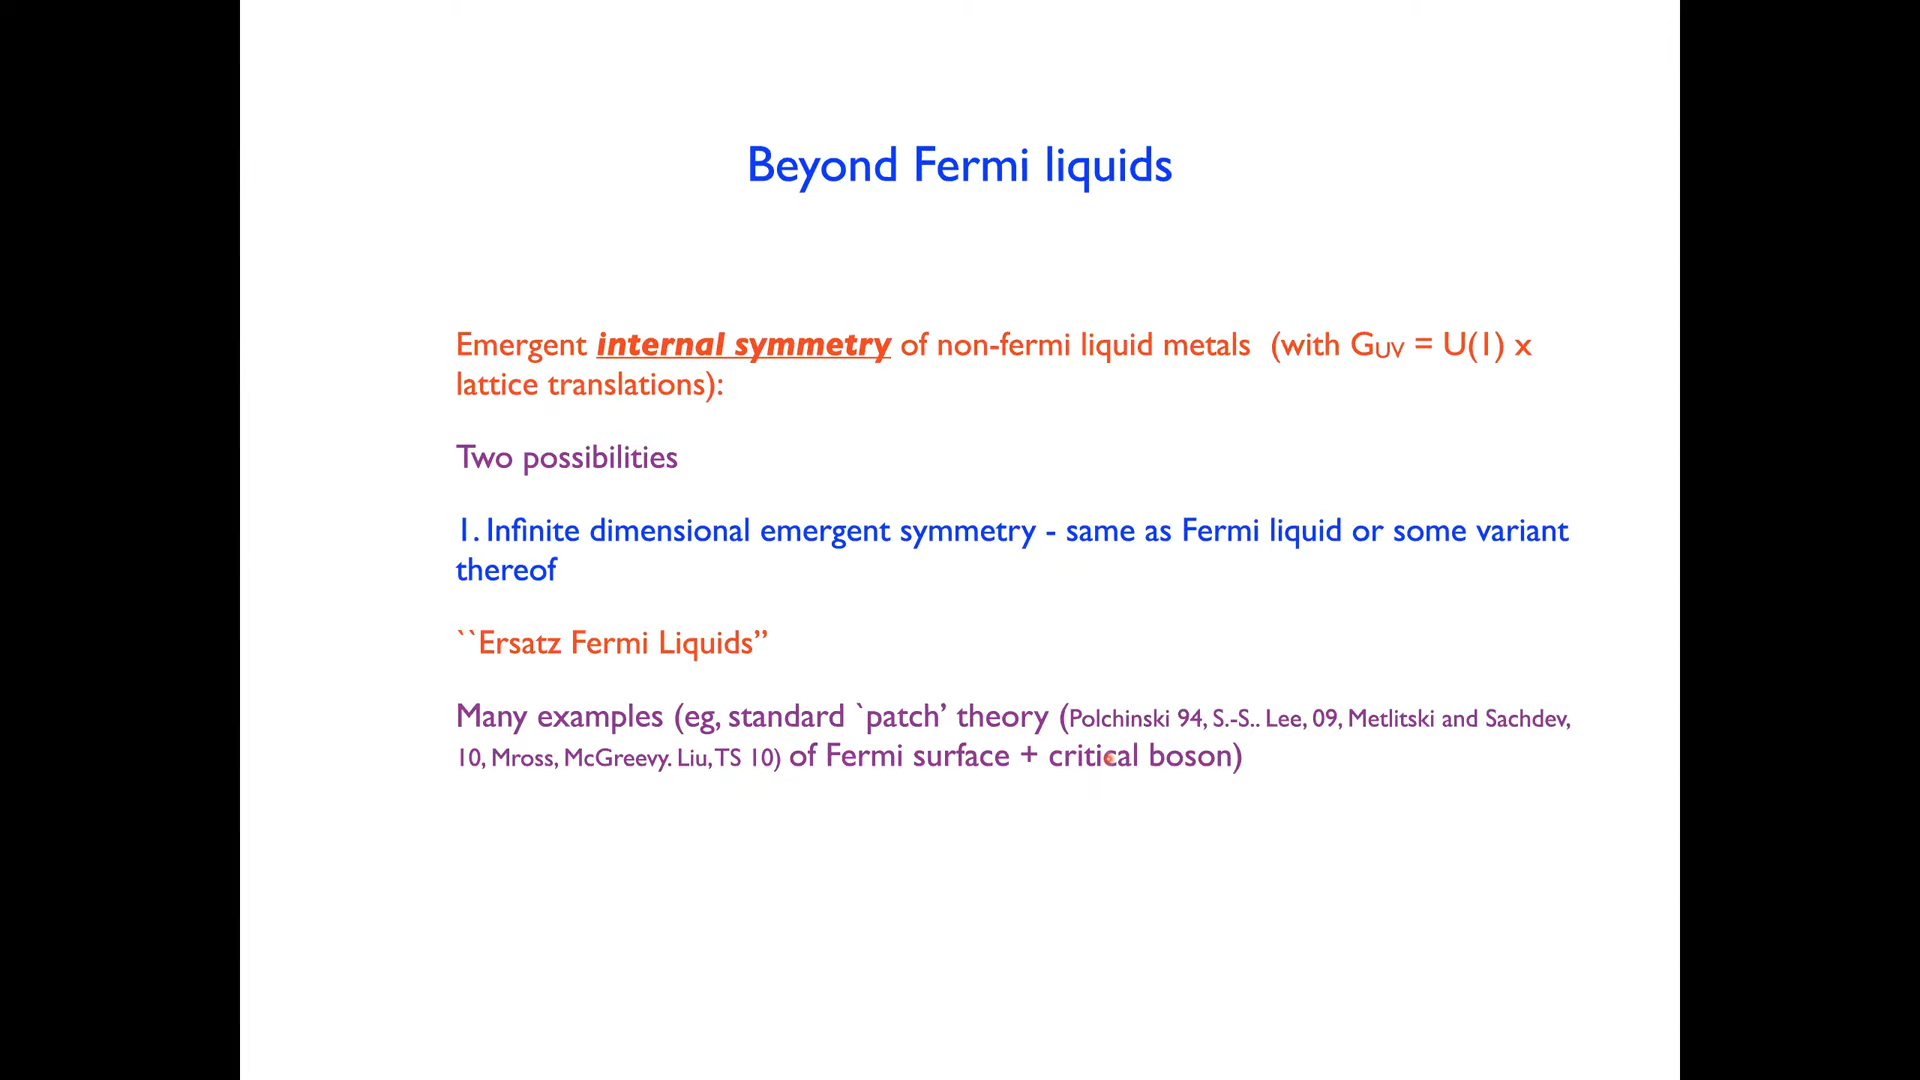 Beyond Fermi liquids
Emergent internal symmetry of non-fermi liquid metals (with GUV = U(1) x
lattice translations):
Two possibilities
1. Infinite dimensional emergent symmetry - same as Fermi liquid or some variant
thereof
``Ersatz Fermi Liquids”
Many examples (eg, standard `patch’ theory (Polchinski 94, S.-S.. Lee, 09, Metlitski and Sachdev,
10, Mross, McGreevy. Liu, TS 10) of Fermi surface + critical boson)